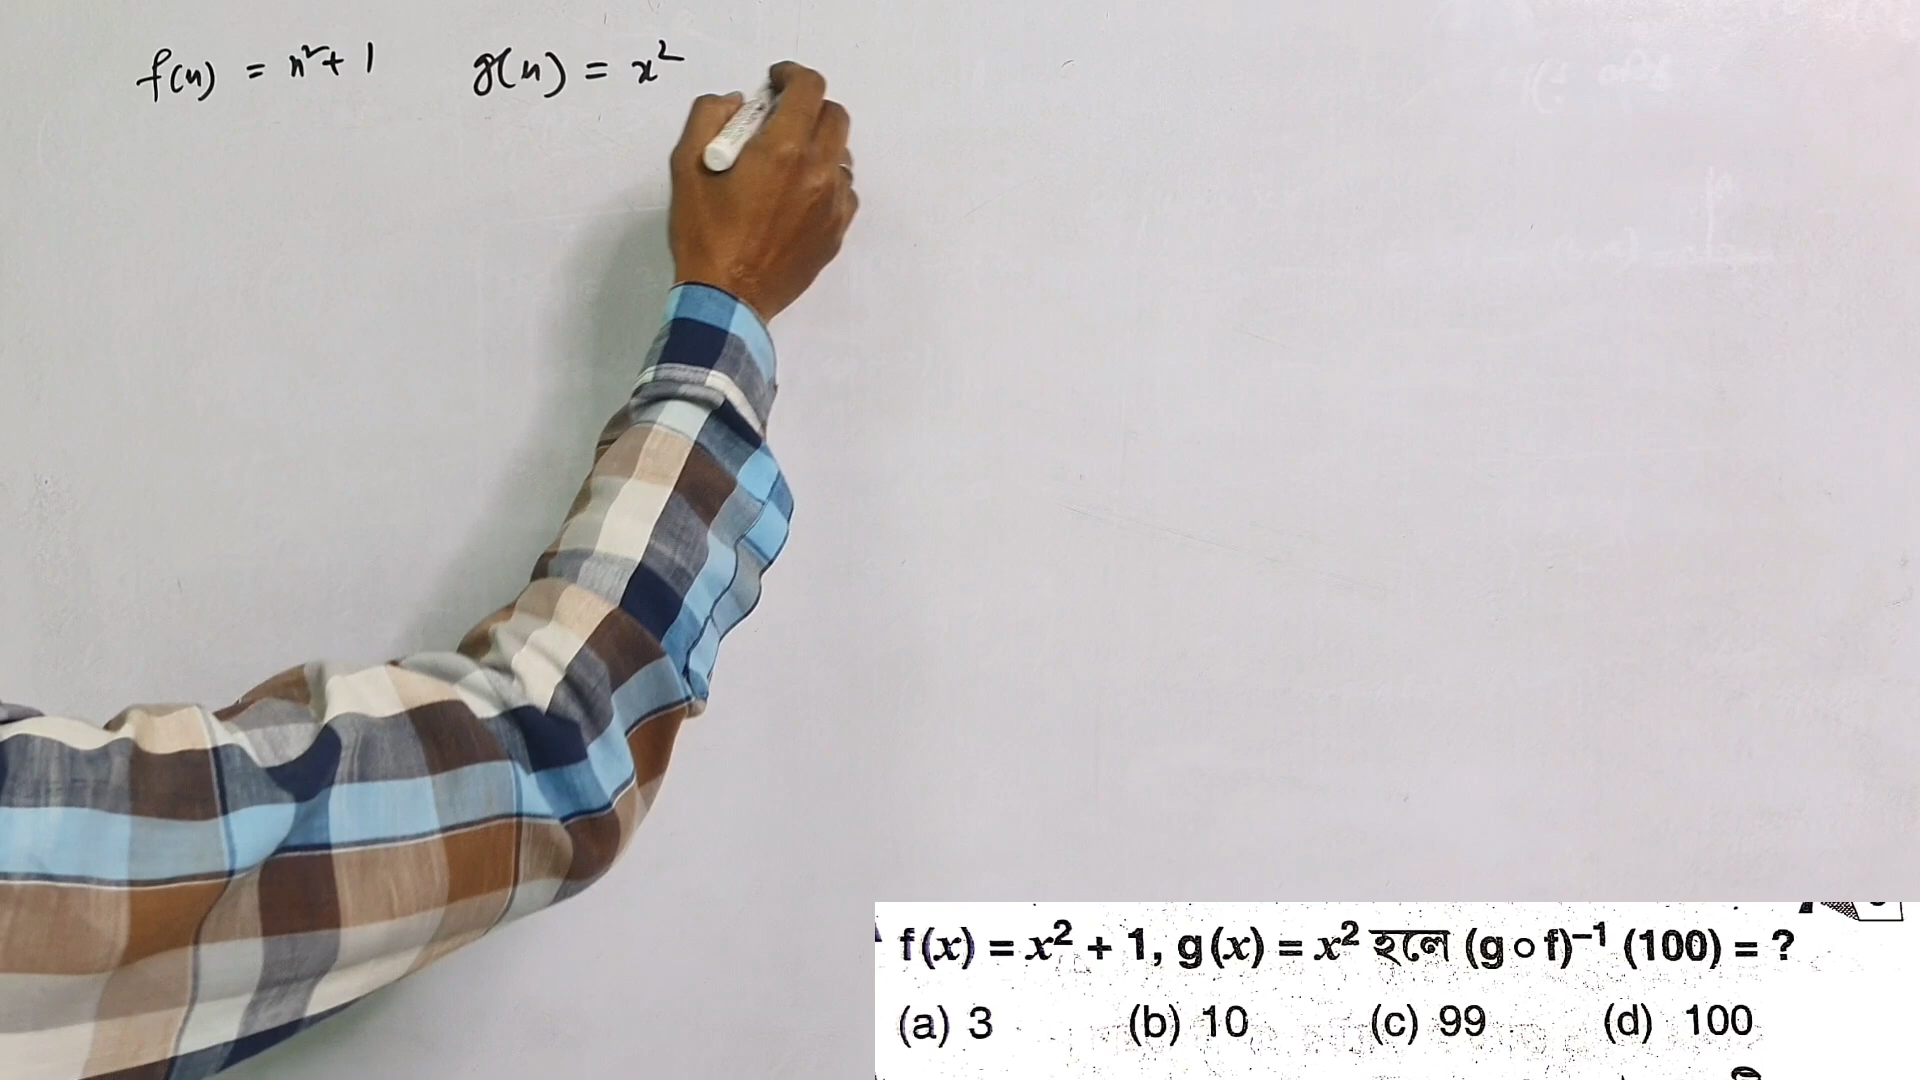 f(x) = x² + 1 g(x) = x²
f(x) = x² + 1, g(x) = x² হলে (g ∘ f)⁻¹ (100) = ?
(a) 3 (b) 10 (c) 99 (d) 100